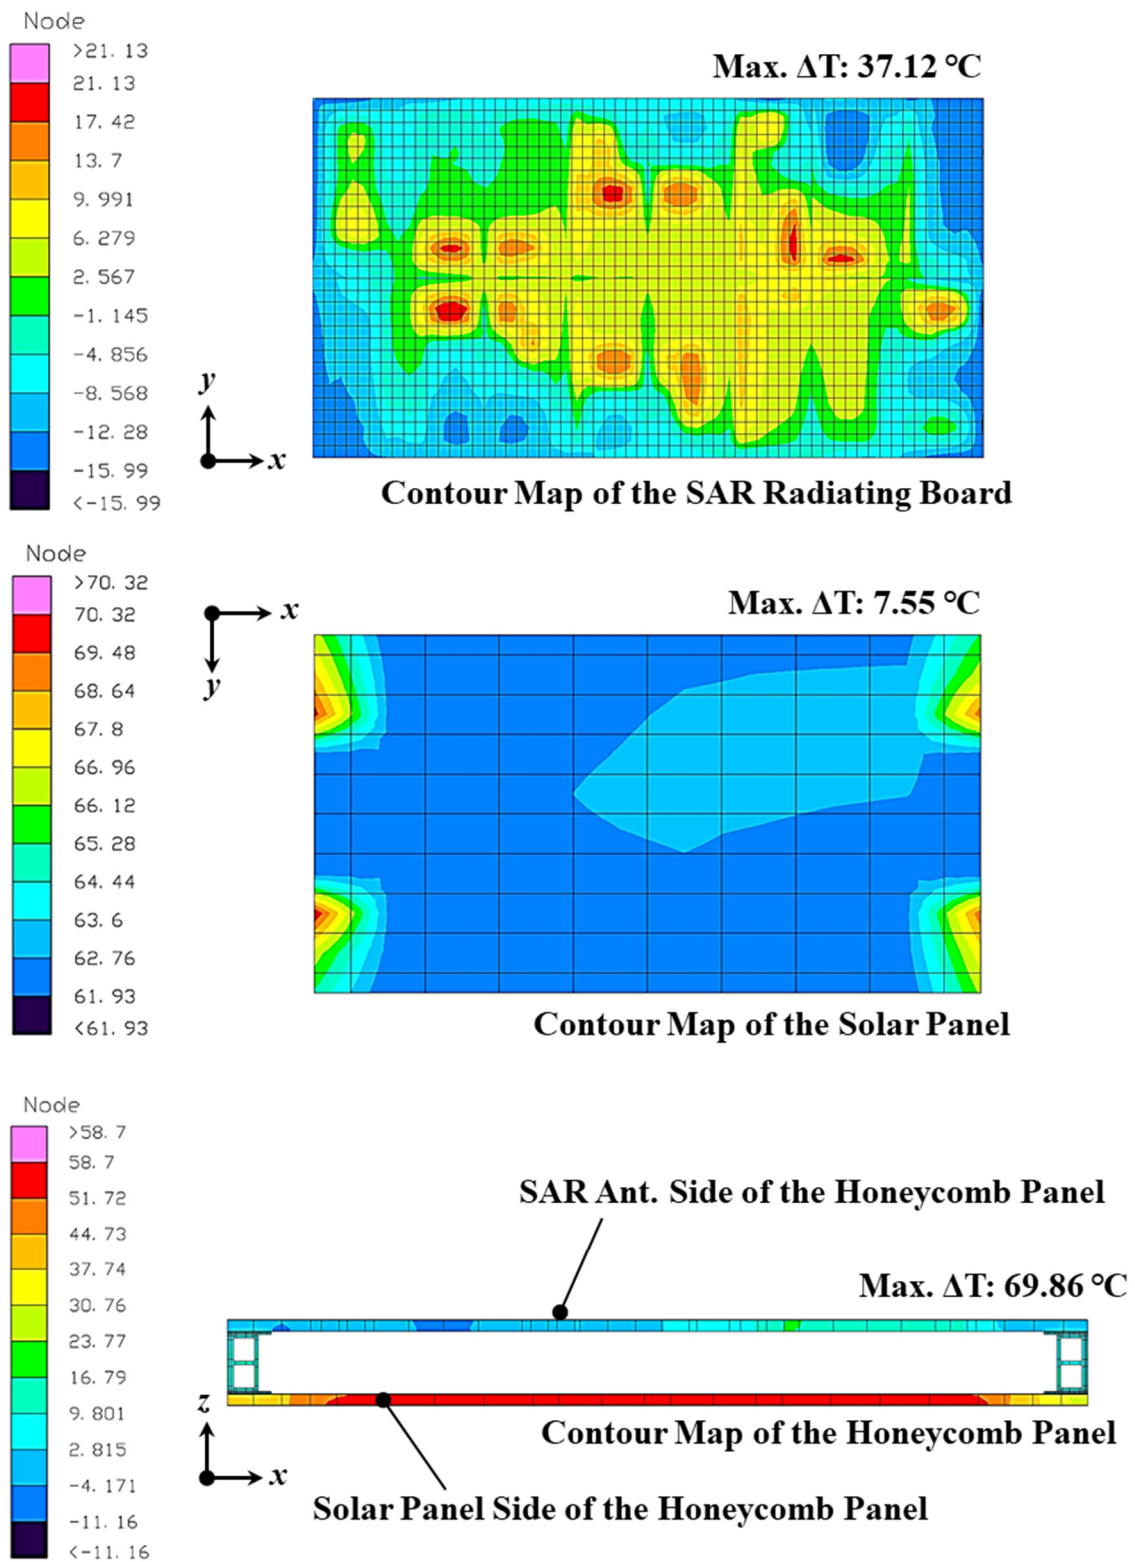 Node
>21. 13
21. 13
17. 42
13. 7
9. 991
6. 279
2. 567
-1. 145
-4. 856
-8. 568
-12. 28
-15. 99
<-15. 99
Max. ΔT: 37.12 ℃
y
x
Contour Map of the SAR Radiating Board
Node
>70. 32
70. 32
69. 48
68. 64
67. 8
66. 96
66. 12
65. 28
64. 44
63. 6
62. 76
61. 93
<61. 93
x
y
Max. ΔT: 7.55 ℃
Contour Map of the Solar Panel
Node
>58. 7
58. 7
51. 72
44. 73
37. 74
30. 76
23. 77
16. 79
9. 801
2. 815
-4. 171
-11. 16
<-11. 16
SAR Ant. Side of the Honeycomb Panel
Max. ΔT: 69.86 ℃
z
x
Contour Map of the Honeycomb Panel
Solar Panel Side of the Honeycomb Panel